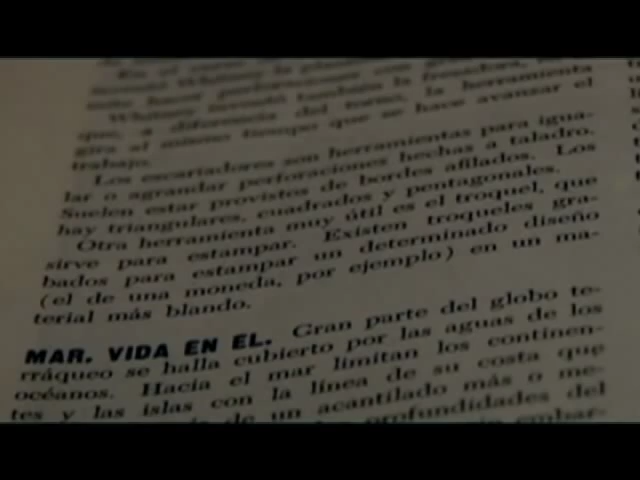 que, a diferencia del torno, la herramienta
gira al mismo tiempo que se hace avanzar el
trabajo.
Los escariadores son herramientas para igua-
lar o agrandar perforaciones hechas a taladro.
Suelen estar provistos de bordes afilados. Los
hay triangulares, cuadrados y pentagonales.
Otra herramienta muy útil es el troquel, que
sirve para estampar. Existen troqueles gra-
bados para estampar un determinado diseño
(el de una moneda, por ejemplo) en un ma-
terial más blando.
MAR. VIDA EN EL. Gran parte del globo te-
rráqueo se halla cubierto por las aguas de los
océanos. Hacia el mar limitan los continen-
tes y las islas con la línea de su costa que
de un acantilado más o me-
profundidades del
embar-